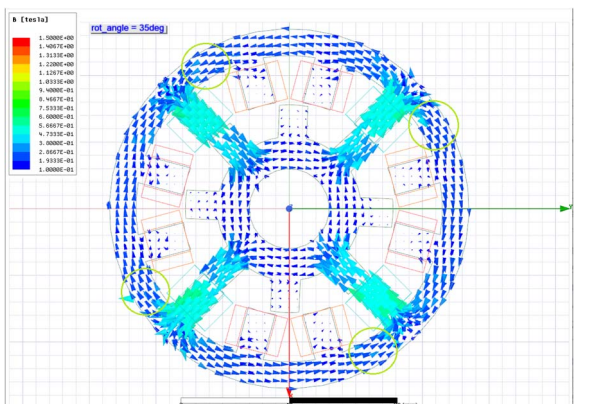 B [tesla]
rot_angle = 35deg
1.5000E+00
1.4067E+00
1.3133E+00
1.2200E+00
1.1267E+00
1.0333E+00
9.4000E-01
8.4667E-01
7.5333E-01
6.6000E-01
5.6667E-01
4.7333E-01
3.8000E-01
2.8667E-01
1.9333E-01
1.0000E-01